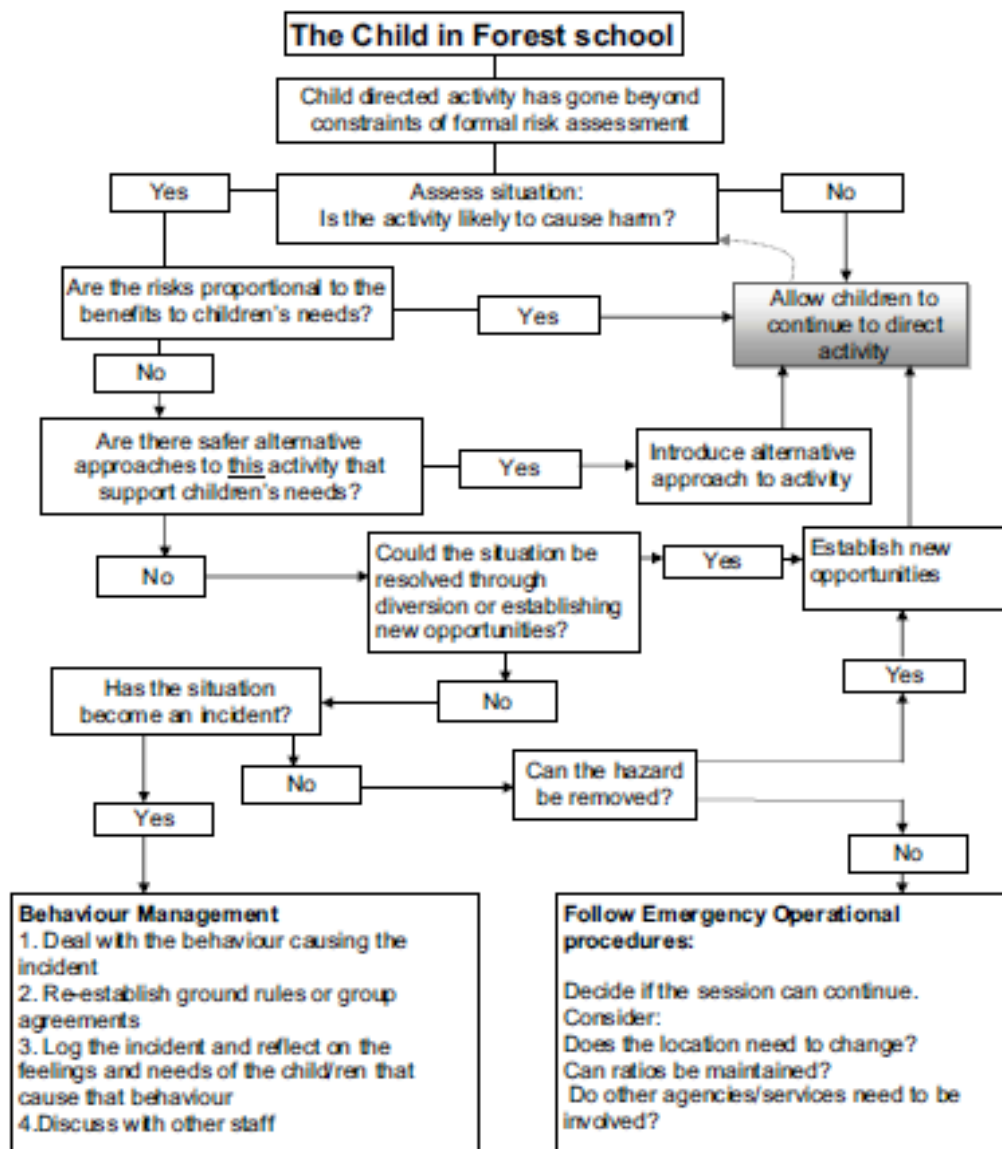 The Child in Forest school
Child directed activity has gone beyond
constraints of formal risk assessment
Yes
Assess situation:
Is the activity likely to cause harm?
No
Are the risks proportional to the
benefits to children's needs?
Yes
Allow children to
continue to direct
activity
No
Are there safer alternative
approaches to this activity that
support children's needs?
Yes
Introduce alternative
approach to activity
No
Could the situation be
resolved through
diversion or establishing
new opportunities?
Yes
Establish new
opportunities
Has the situation
become an incident?
No
Yes
No
Can the hazard
be removed?
Yes
No
Behaviour Management
1. Deal with the behaviour causing the
incident
2. Re-establish ground rules or group
agreements
3. Log the incident and reflect on the
feelings and needs of the child/ren that
cause that behaviour
4.Discuss with other staff
Follow Emergency Operational
procedures:
Decide if the session can continue.
Consider:
Does the location need to change?
Can ratios be maintained?
Do other agencies/services need to be
involved?